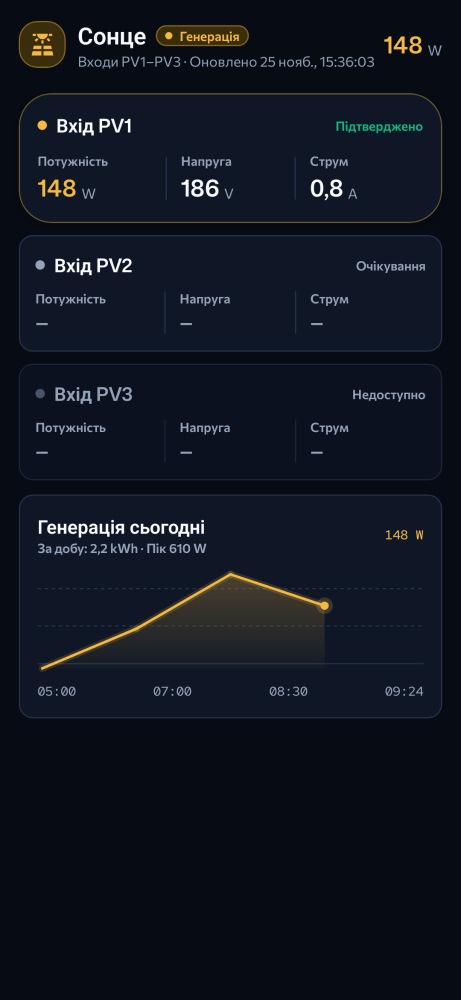 Сонце
Генерація
148 W
Входи PV1–PV3 · Оновлено 25 нояб., 15:36:03
Вхід PV1
Підтверджено
Потужність Напруга Струм
148 W 186 V 0,8 A
Вхід PV2
Очікування
Потужність Напруга Струм
— — —
Вхід PV3
Недоступно
Потужність Напруга Струм
— — —
Генерація сьогодні
148 W
За добу: 2,2 kWh · Пік 610 W
05:00 07:00 08:30 09:24